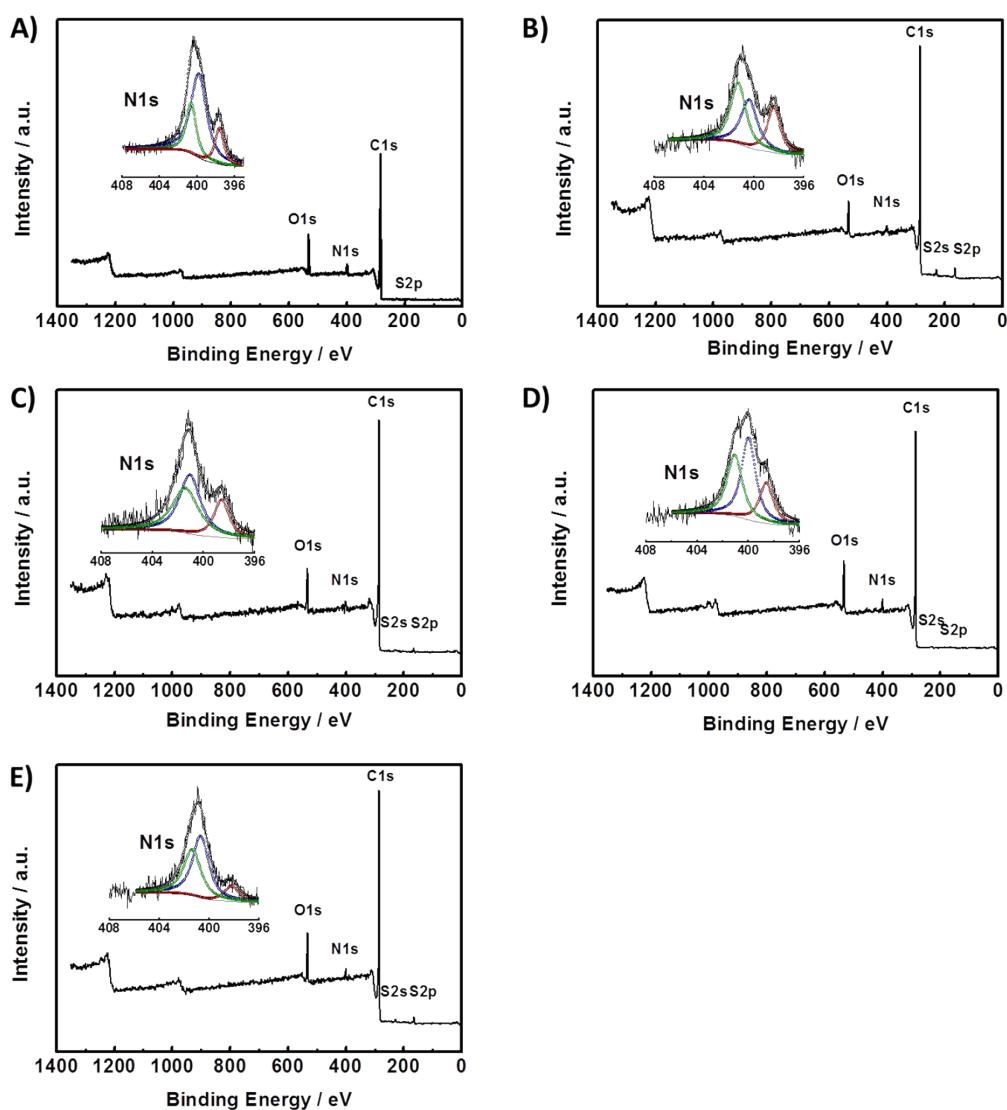 A)
N1s
408 404 400 396
C1s
O1s
N1s
S2p
Intensity / a.u.
1400 1200 1000 800 600 400 200 0
Binding Energy / eV
B)
C1s
N1s
408 404 400 396
O1s
N1s
S2s S2p
Intensity / a.u.
1400 1200 1000 800 600 400 200 0
Binding Energy / eV
C)
C1s
N1s
408 404 400 396
O1s
N1s
S2s S2p
Intensity / a.u.
1400 1200 1000 800 600 400 200 0
Binding Energy / eV
D)
C1s
N1s
408 404 400 396
O1s
N1s
S2s
S2p
Intensity / a.u.
1400 1200 1000 800 600 400 200 0
Binding Energy / eV
E)
C1s
N1s
408 404 400 396
O1s
N1s
S2s S2p
Intensity / a.u.
1400 1200 1000 800 600 400 200 0
Binding Energy / eV